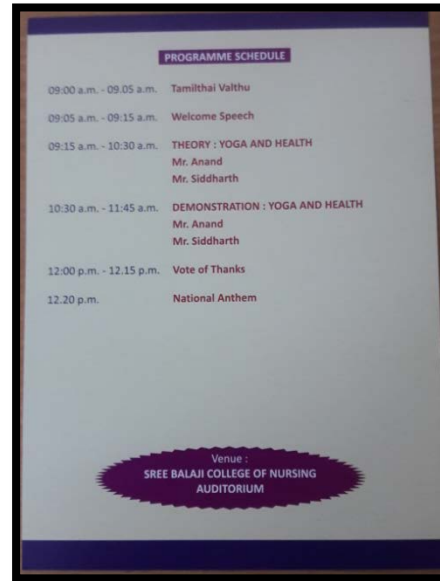 PROGRAMME SCHEDULE
09:00 a.m. - 09.05 a.m. Tamilthai Valthu
09:05 a.m. - 09:15 a.m. Welcome Speech
09:15 a.m. - 10:30 a.m. THEORY : YOGA AND HEALTH
Mr. Anand
Mr. Siddharth
10:30 a.m. - 11:45 a.m. DEMONSTRATION : YOGA AND HEALTH
Mr. Anand
Mr. Siddharth
12:00 p.m. - 12.15 p.m. Vote of Thanks
12.20 p.m. National Anthem
Venue :
SREE BALAJI COLLEGE OF NURSING
AUDITORIUM